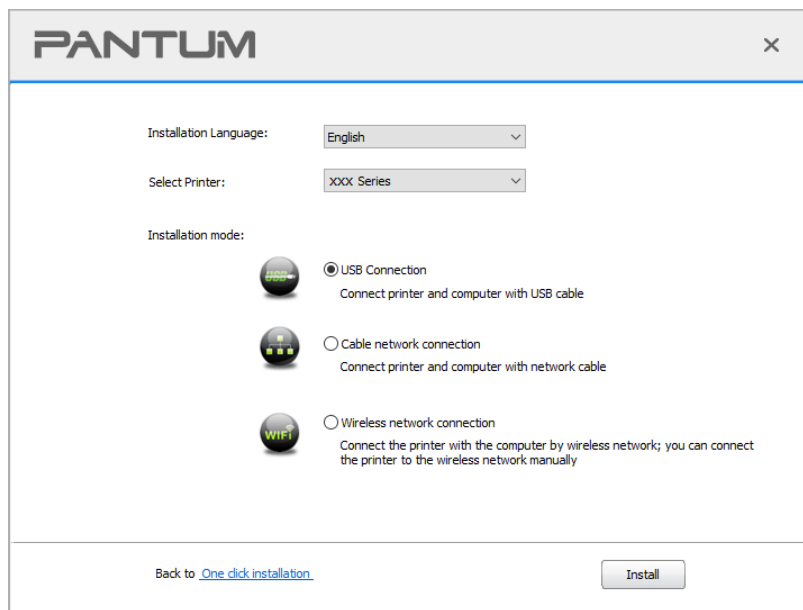 PANTUM
Installation Language:
English
Select Printer:
XXX Series
Installation mode:
USB
USB Connection
Connect printer and computer with USB cable
Cable network connection
Connect printer and computer with network cable
WiFi
Wireless network connection
Connect the printer with the computer by wireless network; you can connect
the printer to the wireless network manually
Back to One click installation
Install